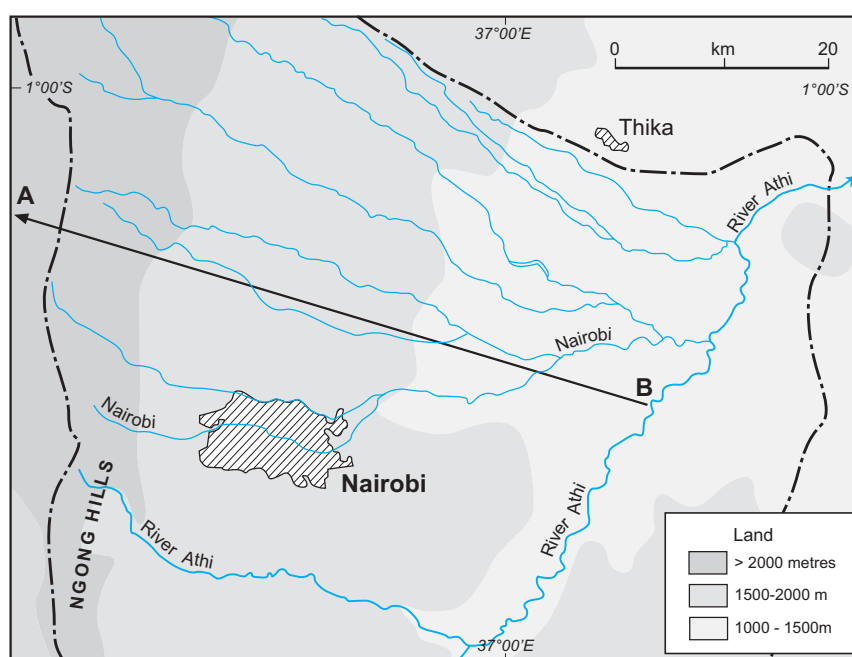 37°00'E
0 km 20
1°00'S
1°00'S
Thika
A
River Athi
Nairobi
B
Nairobi
Nairobi
NGONG HILLS
River Athi
River Athi
Land
> 2000 metres
1500-2000 m
1000 - 1500m
37°00'E